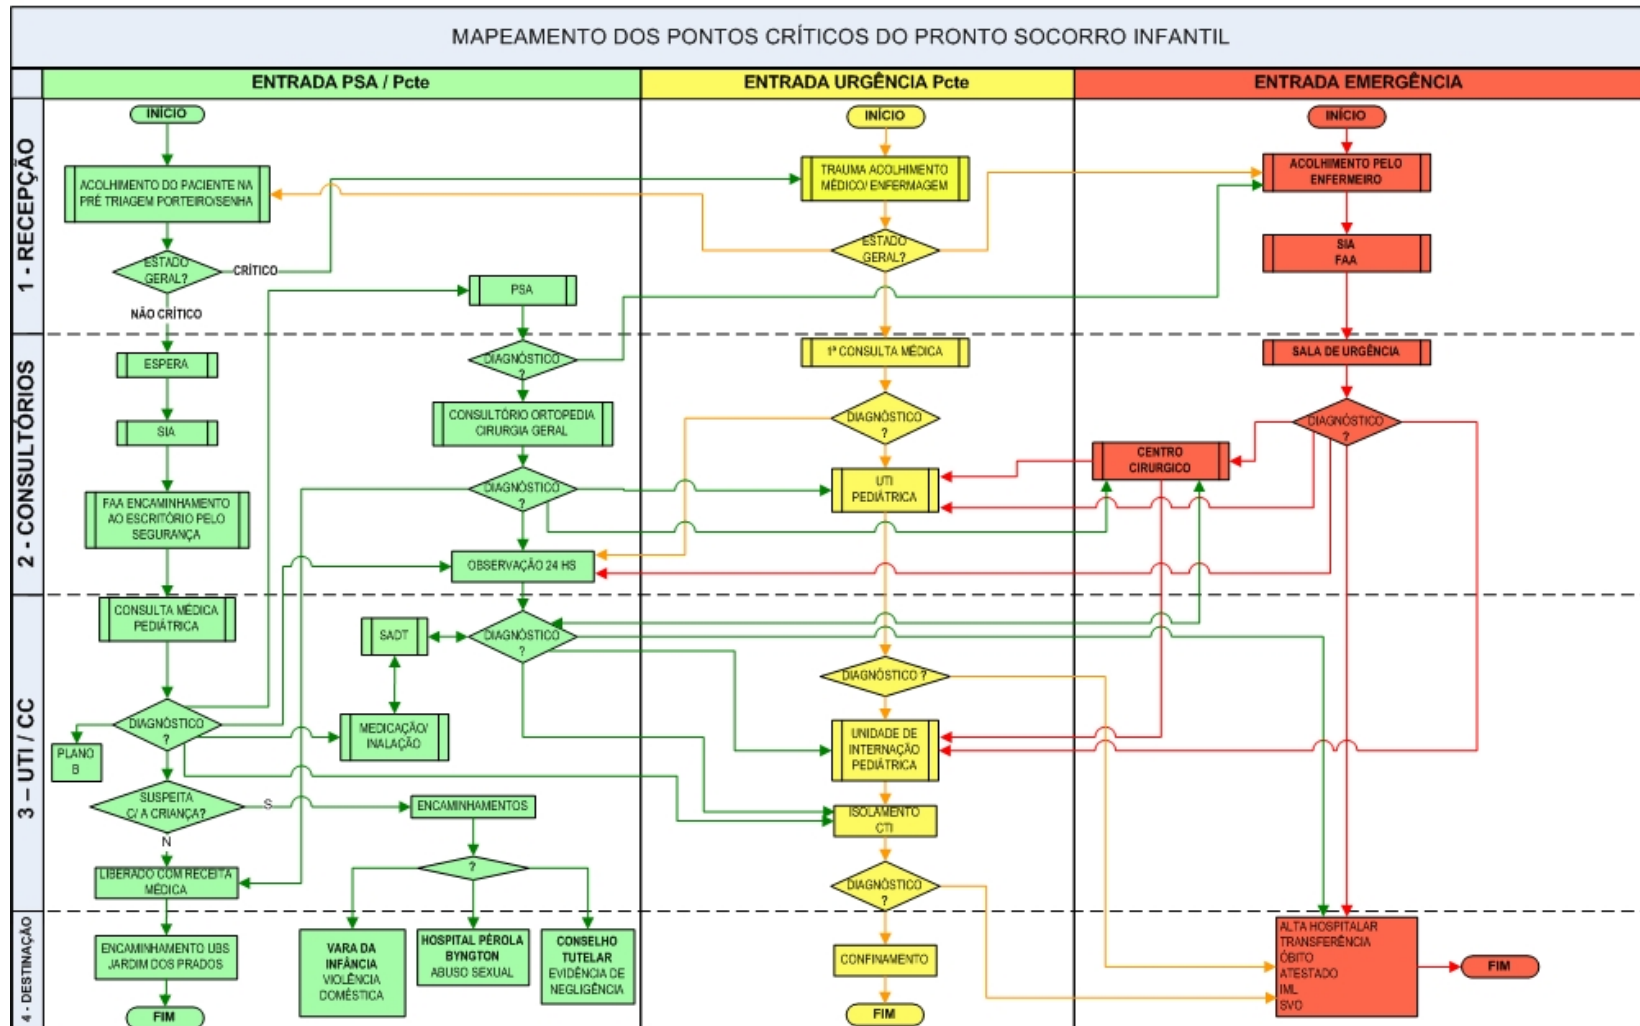 MAPEAMENTO DOS PONTOS CRÍTICOS DO PRONTO SOCORRO INFANTIL
ENTRADA PSA / Pcte
ENTRADA URGÊNCIA Pcte
ENTRADA EMERGÊNCIA
1 - RECEPÇÃO
INÍCIO
ACOLHIMENTO DO PACIENTE NA
PRÉ TRIAGEM PORTEIRO/SENHA
ESTADO
GERAL?
CRÍTICO
NÃO CRÍTICO
PSA
INÍCIO
TRAUMA ACOLHIMENTO
MÉDICO/ ENFERMAGEM
ESTADO
GERAL?
INÍCIO
ACOLHIMENTO PELO
ENFERMEIRO
SIA
FAA
2 - CONSULTÓRIOS
ESPERA
SIA
FAA ENCAMINHAMENTO
AO ESCRITÓRIO PELO
SEGURANÇA
DIAGNÓSTICO
?
CONSULTÓRIO ORTOPEDIA
CIRURGIA GERAL
DIAGNÓSTICO
?
OBSERVAÇÃO 24 HS
1ª CONSULTA MÉDICA
DIAGNÓSTICO
?
UTI
PEDIÁTRICA
SALA DE URGÊNCIA
DIAGNÓSTICO
?
CENTRO
CIRURGICO
3 – UTI / CC
CONSULTA MÉDICA
PEDIÁTRICA
SADT
DIAGNÓSTICO
?
DIAGNÓSTICO
?
PLANO
B
MEDICAÇÃO/
INALAÇÃO
SUSPEITA
C/ A CRIANÇA?
S
N
ENCAMINHAMENTOS
?
LIBERADO COM RECEITA
MÉDICA
DIAGNÓSTICO ?
UNIDADE DE
INTERNAÇÃO
PEDIÁTRICA
ISOLAMENTO
CTI
DIAGNÓSTICO
?
4 - DESTINAÇÃO
ENCAMINHAMENTO UBS
JARDIM DOS PRADOS
FIM
VARA DA
INFÂNCIA
VIOLÊNCIA
DOMÉSTICA
HOSPITAL PÉROLA
BYNGTON
ABUSO SEXUAL
CONSELHO
TUTELAR
EVIDÊNCIA DE
NEGLIGÊNCIA
CONFINAMENTO
FIM
ALTA HOSPITALAR
TRANSFERÊNCIA
ÓBITO
ATESTADO
IML
SVO
FIM